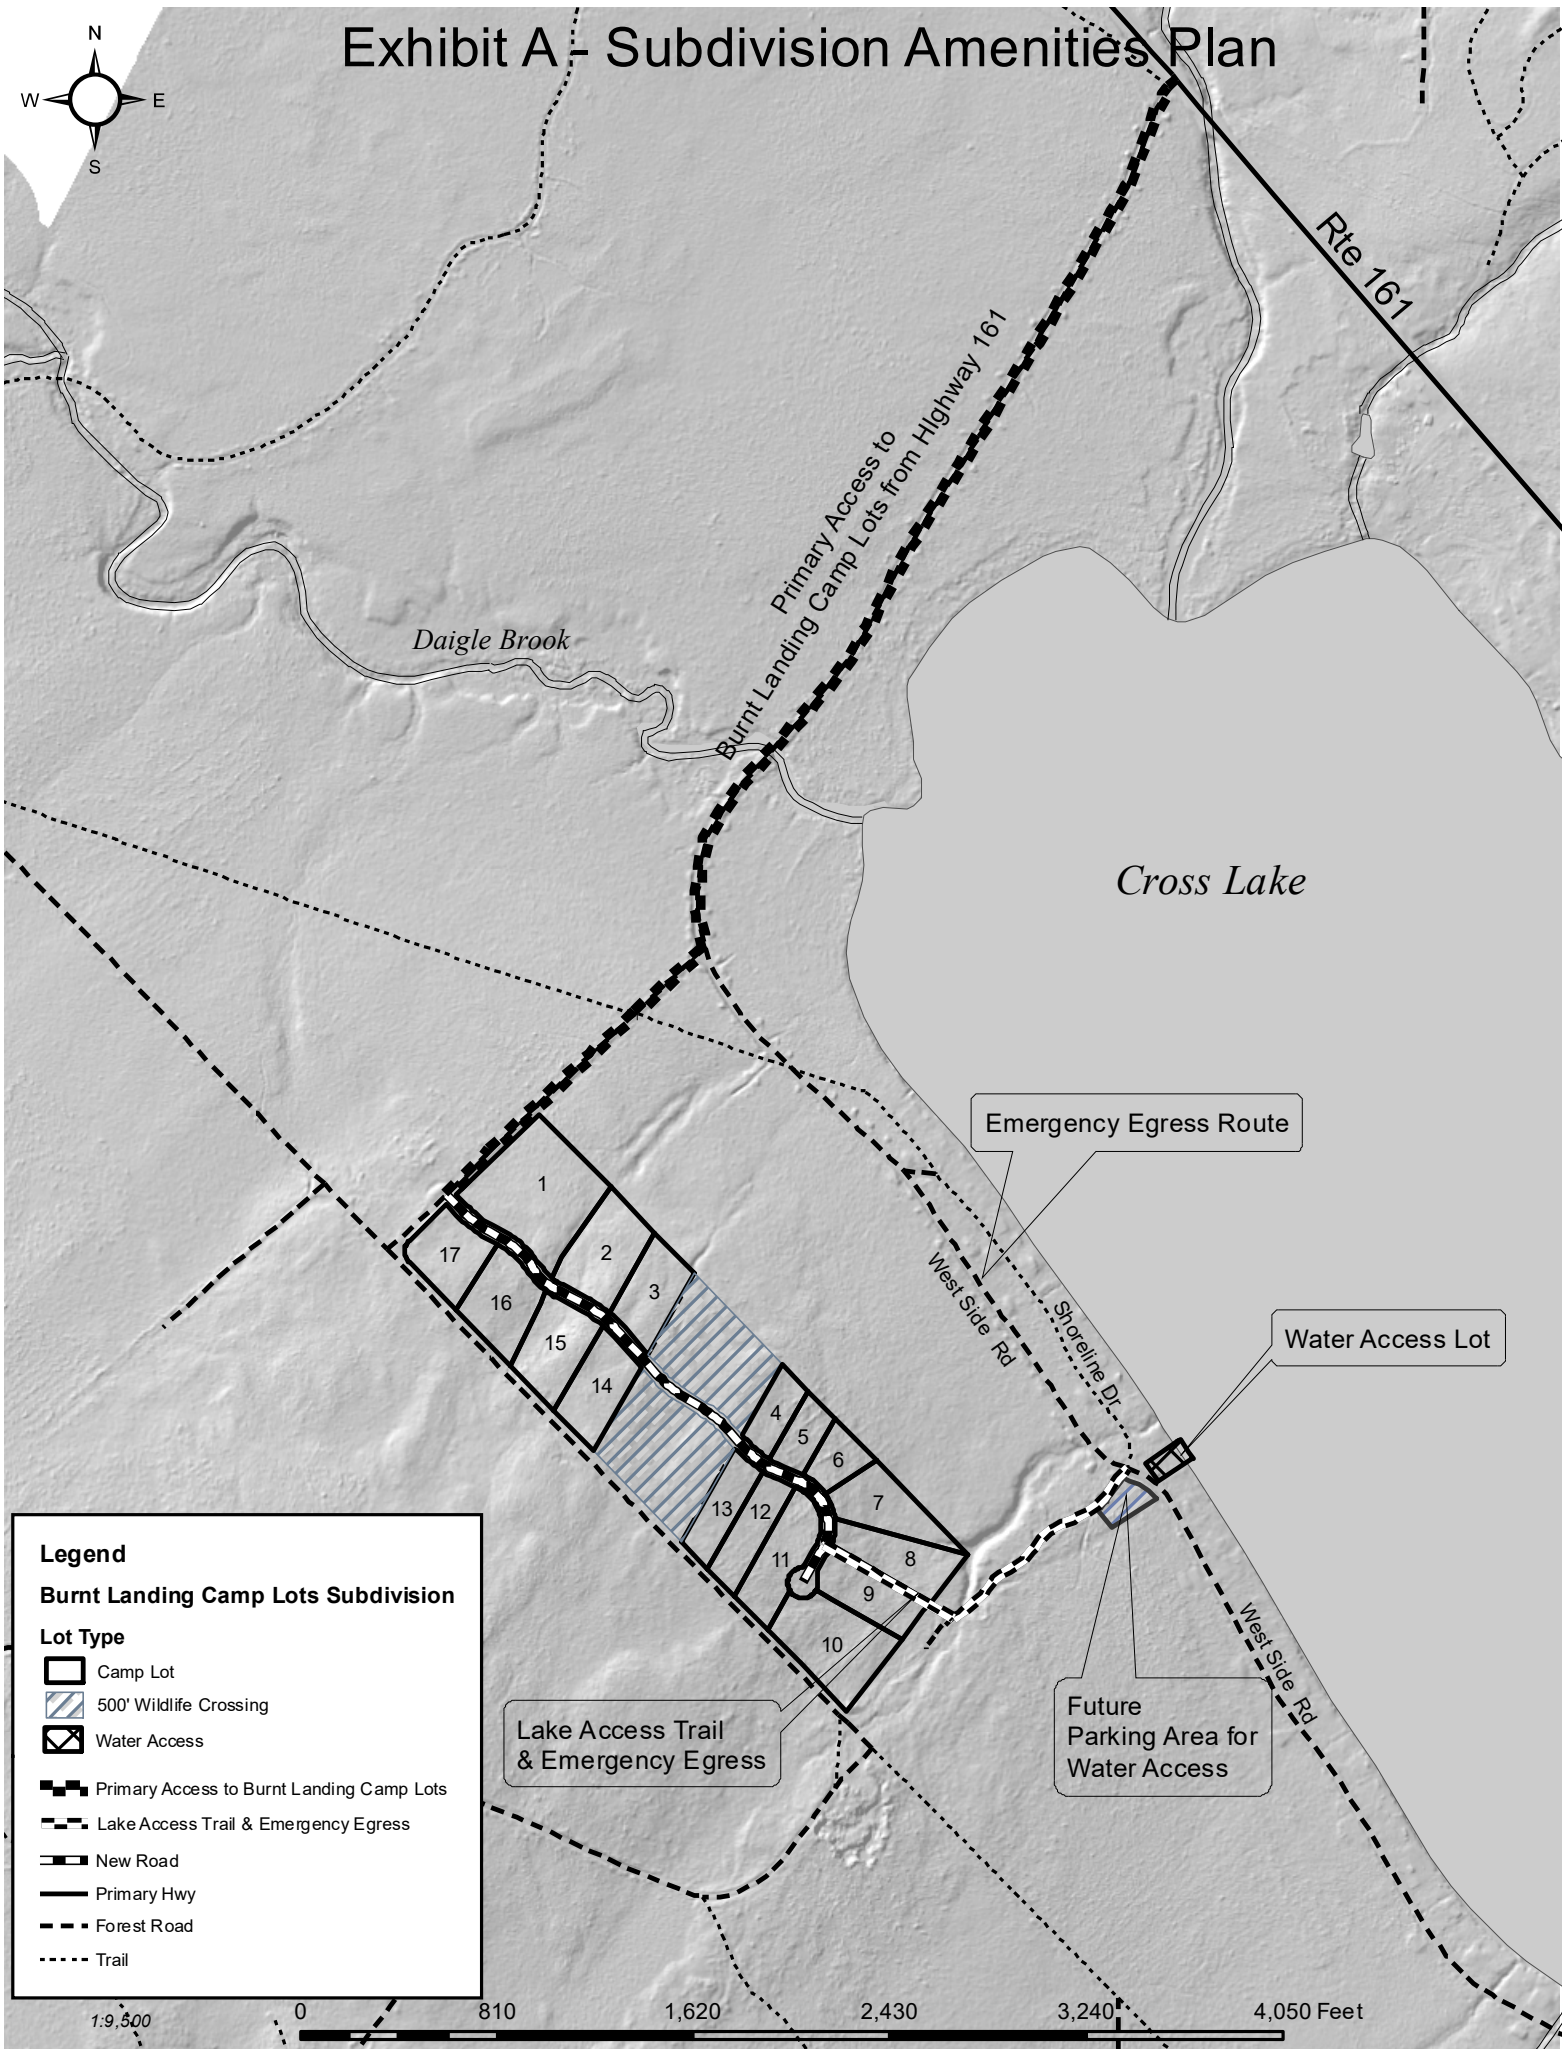 Exhibit A - Subdivision Amenities Plan
N
W
E
S
Rte 161
Primary Access to
Burnt Landing Camp Lots from HIghway 161
Daigle Brook
Cross Lake
Emergency Egress Route
1
2
17
3
16
West Side Rd
Shoreline Dr
Water Access Lot
15
14
4
5
6
7
13
12
11
8
9
10
West Side Rd
Lake Access Trail
& Emergency Egress
Future
Parking Area for
Water Access
Legend
Burnt Landing Camp Lots Subdivision
Lot Type
Camp Lot
500' Wildlife Crossing
Water Access
Primary Access to Burnt Landing Camp Lots
Lake Access Trail & Emergency Egress
New Road
Primary Hwy
Forest Road
Trail
1:9,500
0 810 1,620 2,430 3,240 4,050 Feet